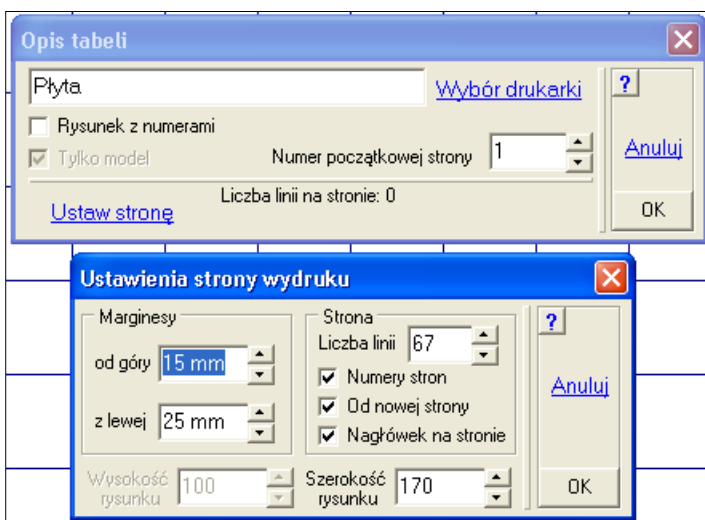 Opis tabeli
Płyta
Wybór drukarki
?
Rysunek z numerami
Tylko model
Numer początkowej strony 1
Anuluj
Liczba linii na stronie: 0
Ustaw stronę
OK
Ustawienia strony wydruku
Marginesy
Strona
?
Liczba linii 67
od góry 15 mm
Numery stron
Anuluj
Od nowej strony
z lewej 25 mm
Nagłówek na stronie
Wysokość rysunku 100
Szerokość rysunku 170
OK